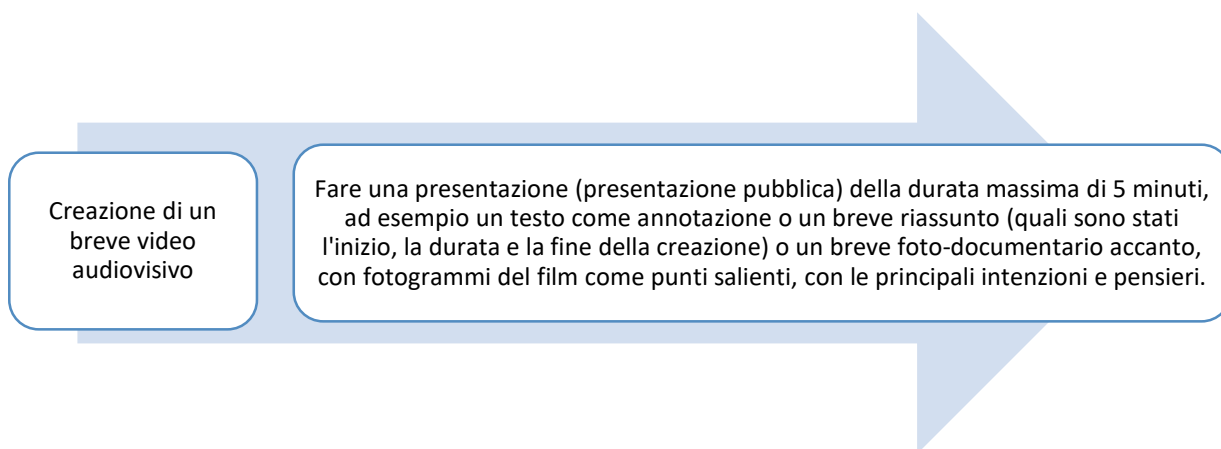 Creazione di un
breve video
audiovisivo
Fare una presentazione (presentazione pubblica) della durata massima di 5 minuti,
ad esempio un testo come annotazione o un breve riassunto (quali sono stati
l'inizio, la durata e la fine della creazione) o un breve foto-documentario accanto,
con fotogrammi del film come punti salienti, con le principali intenzioni e pensieri.